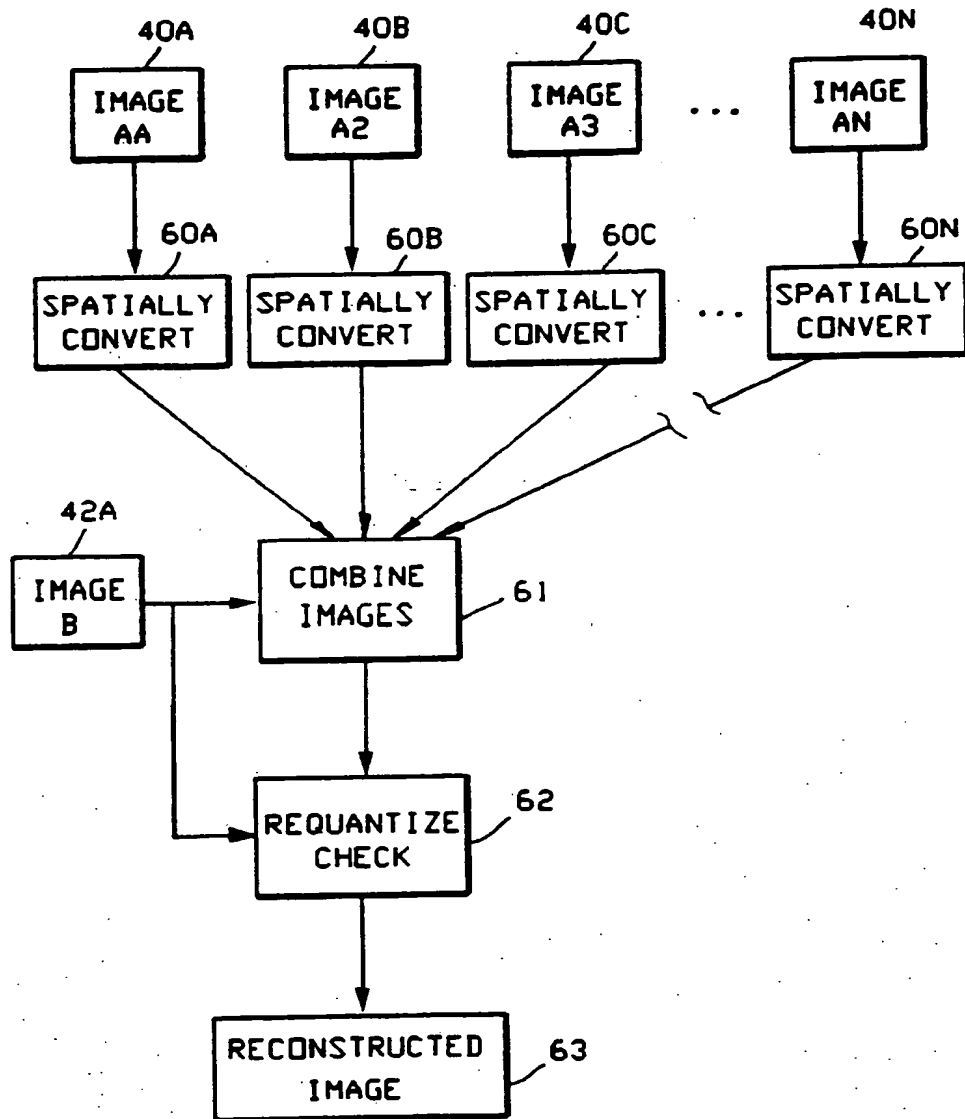 40A
40B
40C
40N
IMAGE
AA
IMAGE
A2
IMAGE
A3
...
IMAGE
AN
60A
60B
60C
60N
SPATIALLY
CONVERT
SPATIALLY
CONVERT
SPATIALLY
CONVERT
...
SPATIALLY
CONVERT
42A
IMAGE
B
COMBINE
IMAGES
61
REQUANTIZE
CHECK
62
RECONSTRUCTED
IMAGE
63